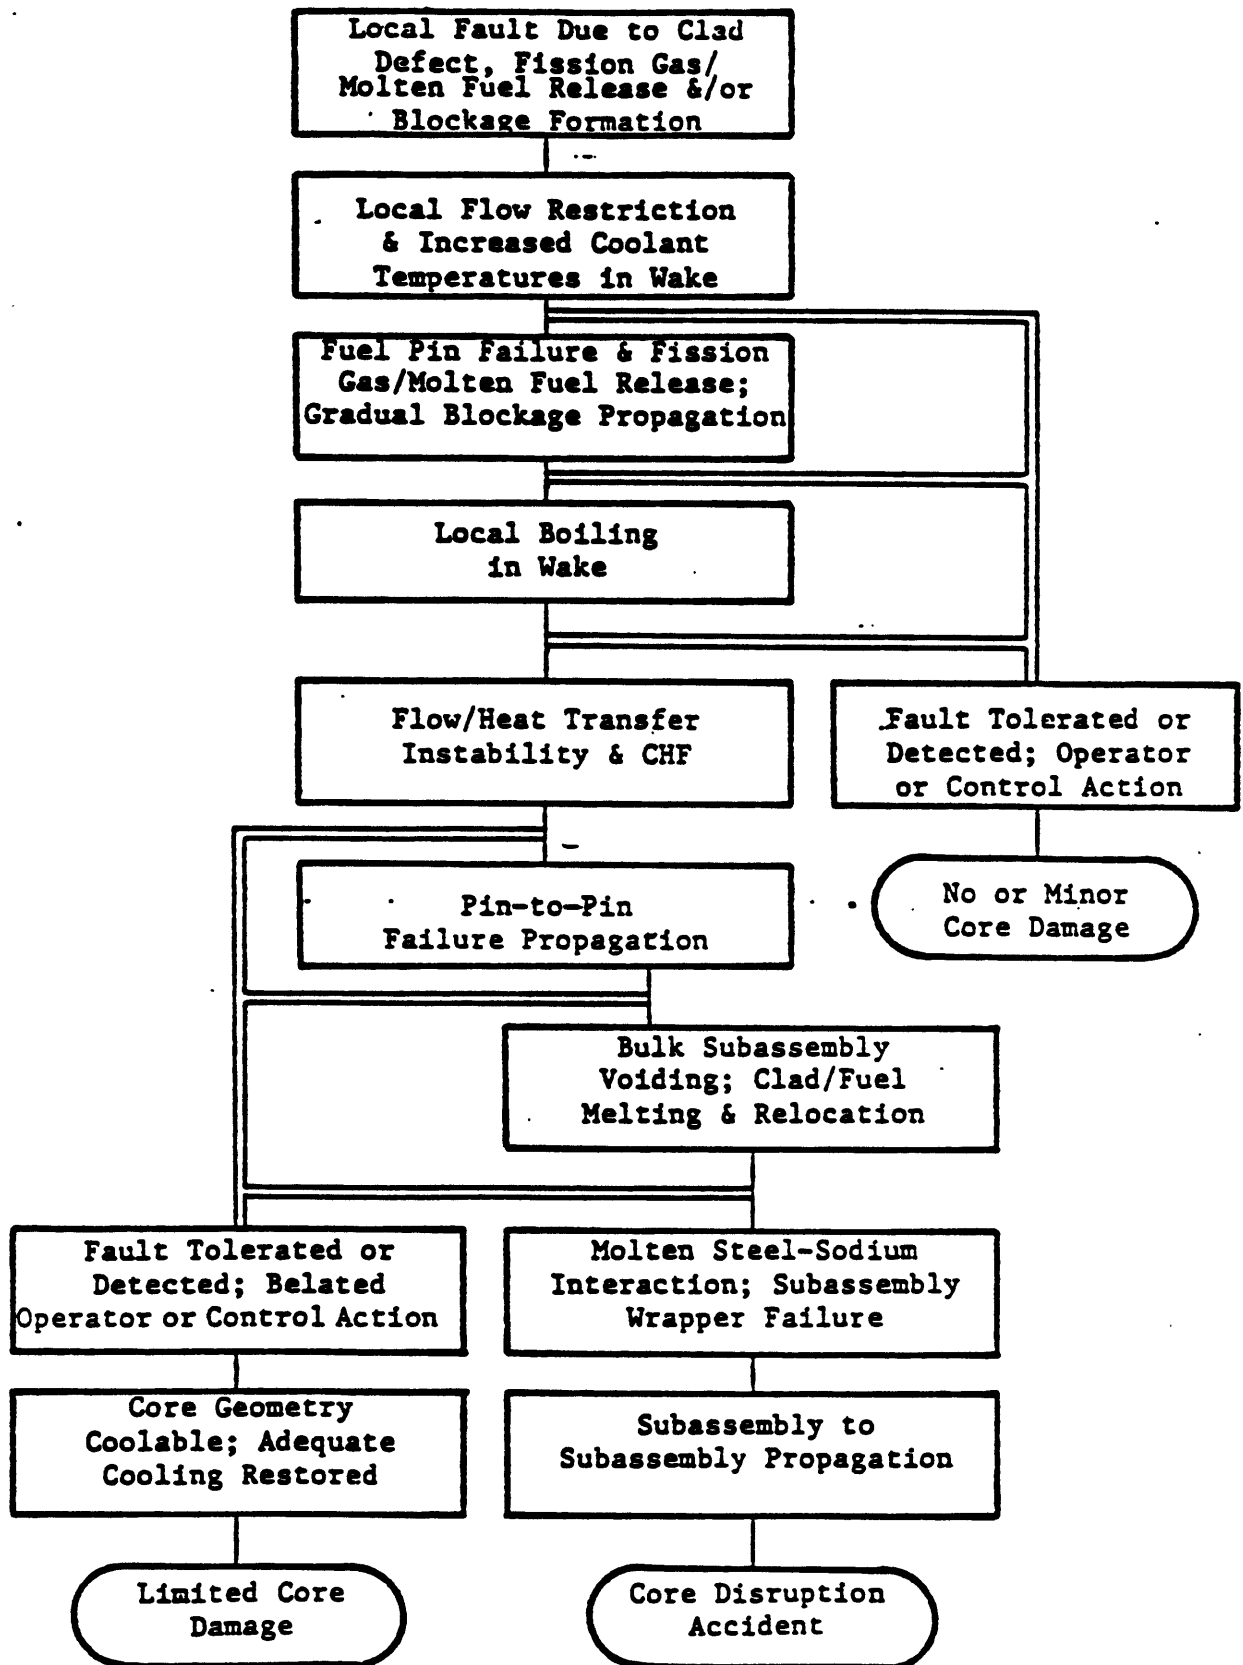 Local Fault Due to Clad
Defect, Fission Gas/
Molten Fuel Release &/or
Blockage Formation
Local Flow Restriction
& Increased Coolant
Temperatures in Wake
Fuel Pin Failure & Fission
Gas/Molten Fuel Release;
Gradual Blockage Propagation
Local Boiling
in Wake
Flow/Heat Transfer
Instability & CHF
Fault Tolerated or
Detected; Operator
or Control Action
Pin-to-Pin
Failure Propagation
No or Minor
Core Damage
Bulk Subassembly
Voiding; Clad/Fuel
Melting & Relocation
Fault Tolerated or
Detected; Belated
Operator or Control Action
Molten Steel-Sodium
Interaction; Subassembly
Wrapper Failure
Core Geometry
Coolable; Adequate
Cooling Restored
Subassembly to
Subassembly Propagation
Limited Core
Damage
Core Disruption
Accident